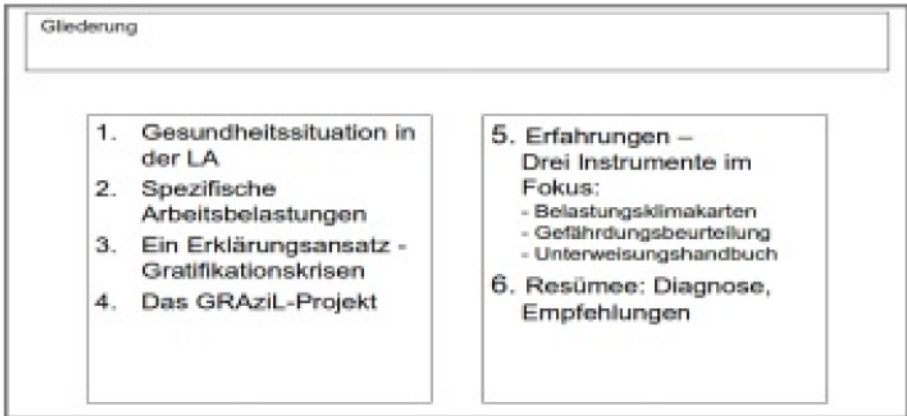 Gliederung
1. Gesundheitssituation in
der LA
2. Spezifische
Arbeitsbelastungen
3. Ein Erklärungsansatz -
Gratifikationskrisen
4. Das GRAziL-Projekt
5. Erfahrungen –
Drei Instrumente im
Fokus:
- Belastungsklimakarten
- Gefährdungsbeurteilung
- Unterweisungshandbuch
6. Resümee: Diagnose,
Empfehlungen